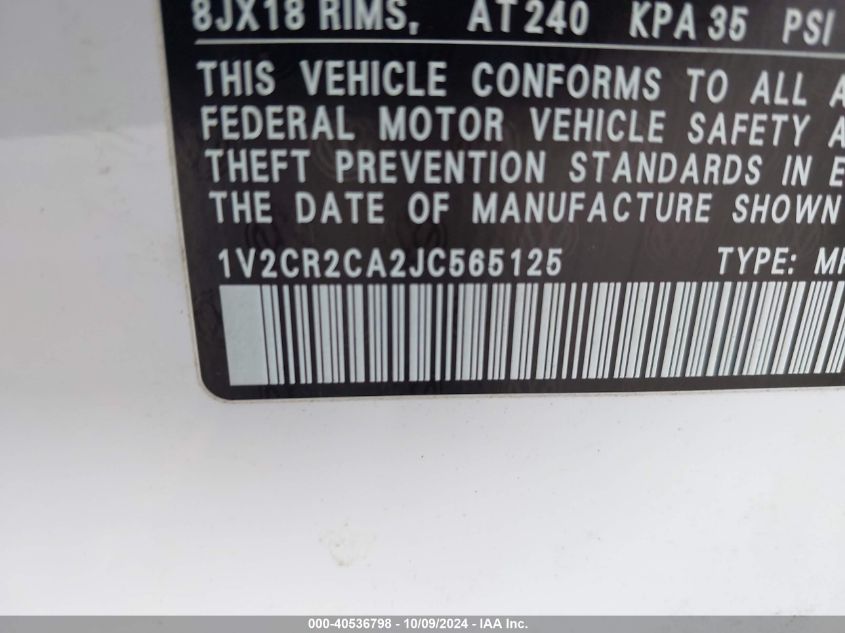 8JX18 RIMS, AT 240 KPA 35 PSI
THIS VEHICLE CONFORMS TO ALL A
FEDERAL MOTOR VEHICLE SAFETY A
THEFT PREVENTION STANDARDS IN E
THE DATE OF MANUFACTURE SHOWN
1V2CR2CA2JC565125 TYPE: MP
000-40536798 - 10/09/2024 - IAA Inc.